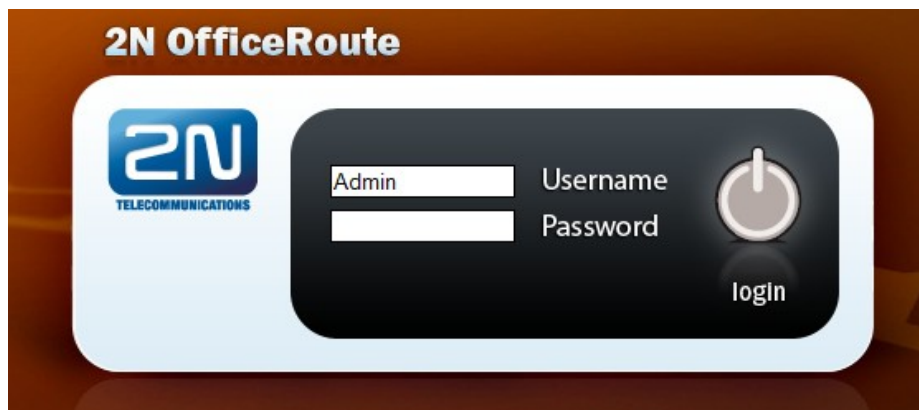 2N OfficeRoute
2N
TELECOMMUNICATIONS
Admin Username
Password
login